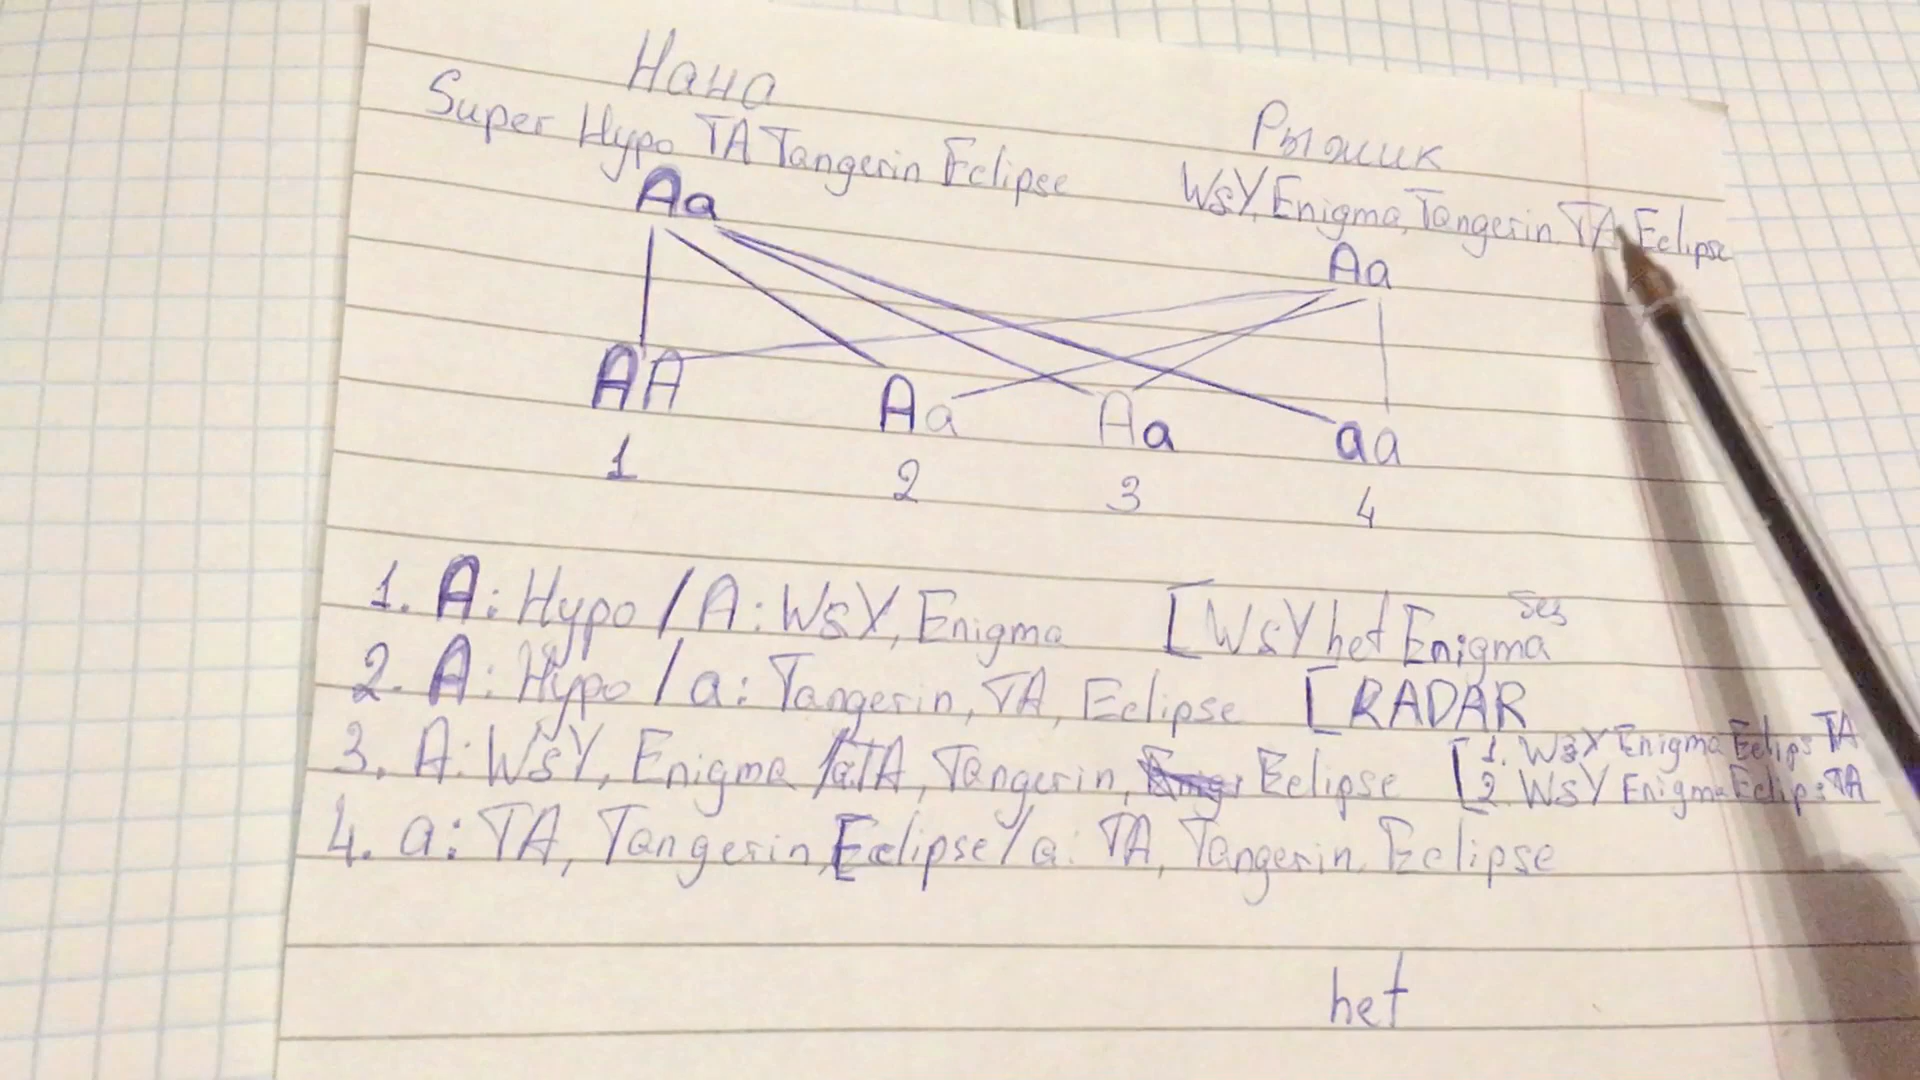 Нана
Super Hypo TA Tangerin Eclipse
Рыжик
WsY, Enigma, Tangerin TA Eclipse
Aa
Aa
AA Aa Aa aa
1 2 3 4
1. A: Hypo / A: WsY, Enigma [WsY het Enigma без
2. A: Hypo / a: Tangerin, TA, Eclipse [RADAR
3. A: WsY, Enigma /a:TA, Tangerin, Eclipse [1. WsY Enigma Eclips TA
2 WSY Enigma Eclips TA
4. a: TA, Tangerin, Eclipse / a: TA, Tangerin, Eclipse
het